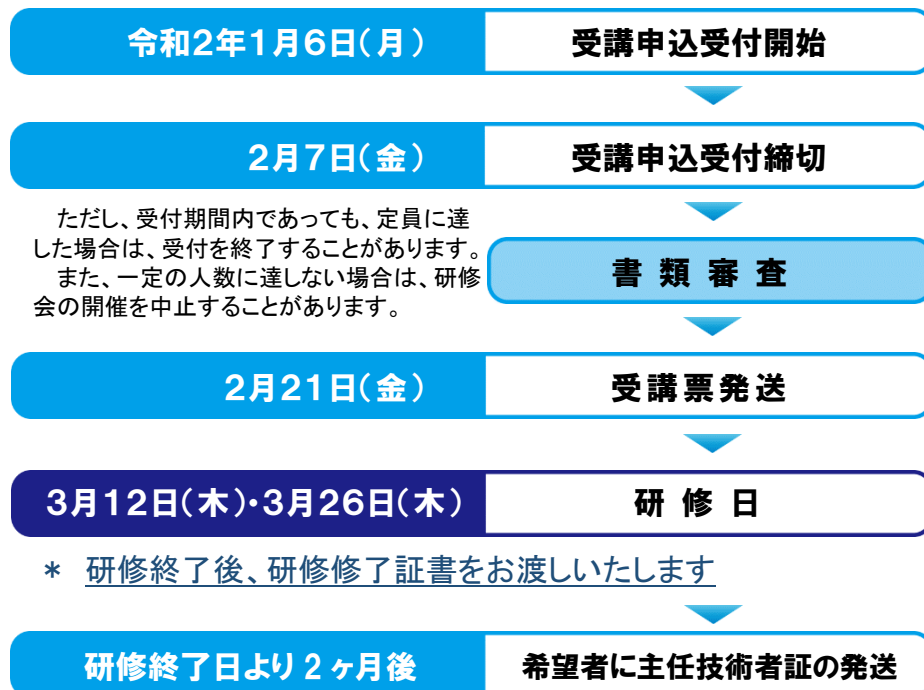 令和2年1月6日(月)
受講申込受付開始
2月7日(金)
受講申込受付締切
ただし、受付期間内であっても、定員に達
した場合は、受付を終了することがあります。
また、一定の人数に達しない場合は、研修
会の開催を中止することがあります。
書類審査
2月21日(金)
受講票発送
3月12日(木)・3月26日(木)
研修日
* 研修終了後、研修修了証書をお渡しいたします
研修終了日より2ヶ月後
希望者に主任技術者証の発送